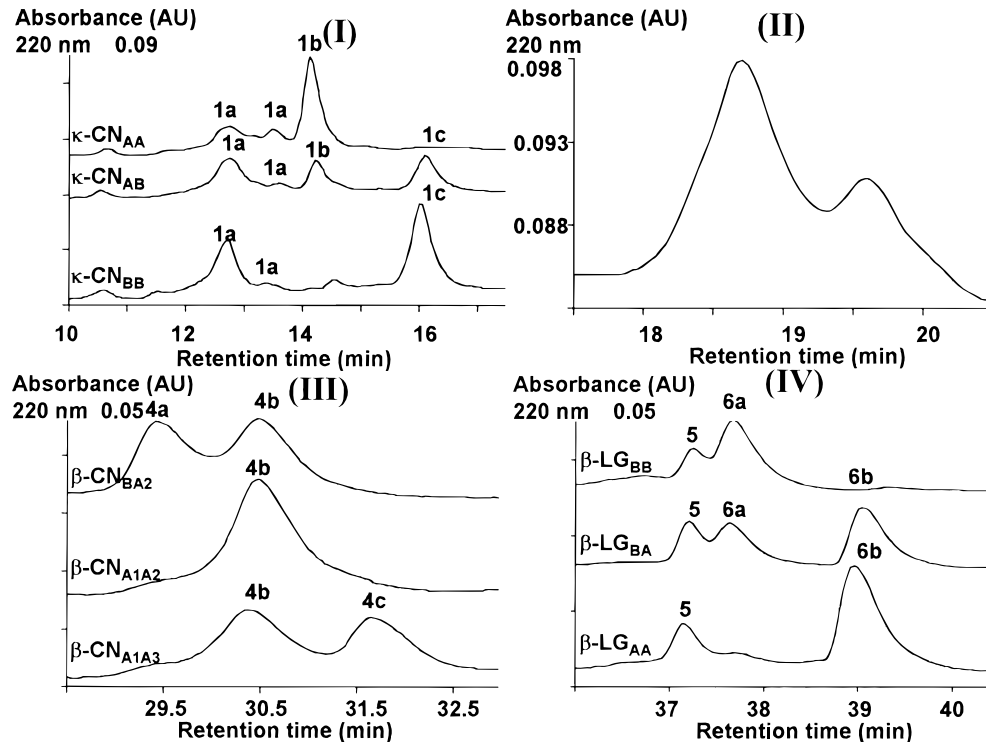 Absorbance (AU)
220 nm 0.09
(I)
1b
1a
1a
κ-CNAA
1c
1a
1b
1a
κ-CNAB
1c
1a
1a
κ-CNBB
10 12 14 16
Retention time (min)
Absorbance (AU)
220 nm
(II)
0.098
0.093
0.088
18 19 20
Retention time (min)
Absorbance (AU)
220 nm 0.054a
(III)
4b
β-CNBA2
4b
β-CNA1A2
4b
4c
β-CNA1A3
29.5 30.5 31.5 32.5
Retention time (min)
Absorbance (AU)
220 nm 0.05
(IV)
6a
5
β-LGBB
6b
5 6a
β-LGBA
6b
5
β-LGAA
37 38 39 40
Retention time (min)